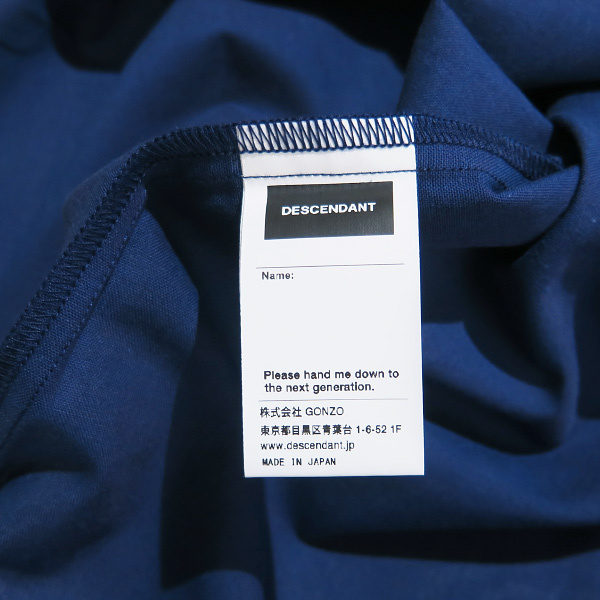 DESCENDANT
Name:
Please hand me down to
the next generation.
株式会社 GONZO
東京都目黒区青葉台 1-6-52 1F
www.descendant.jp
MADE IN JAPAN